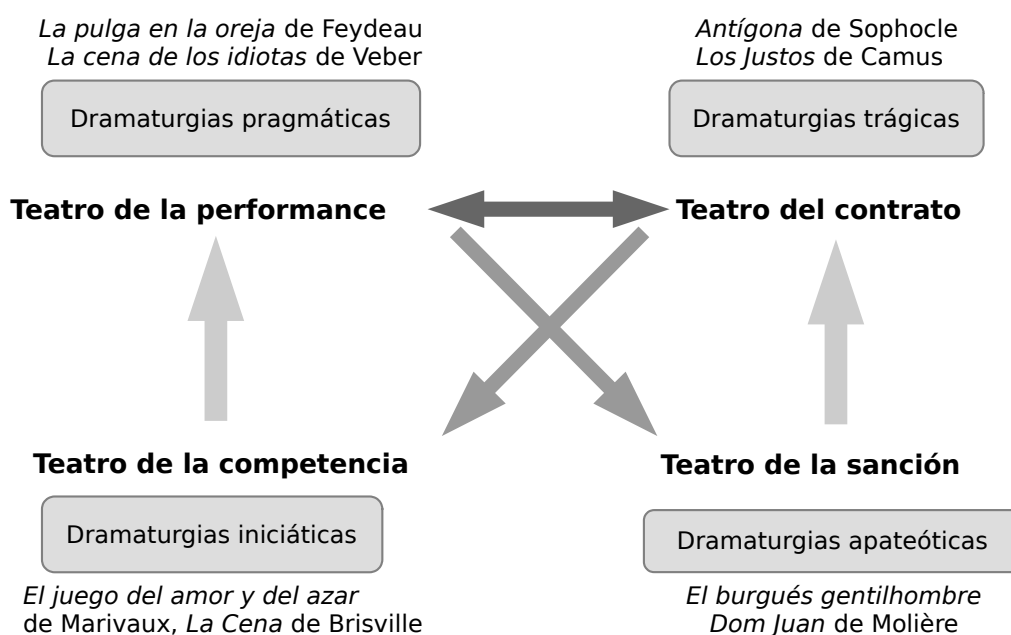 La pulga en la oreja de Feydeau
La cena de los idiotas de Veber
Dramaturgias pragmáticas
Teatro de la performance
Antígona de Sophocle
Los Justos de Camus
Dramaturgias trágicas
Teatro del contrato
Teatro de la competencia
Dramaturgias iniciáticas
El juego del amor y del azar
de Marivaux, La Cena de Brisville
Teatro de la sanción
Dramaturgias apateóticas
El burgués gentilhombre
Dom Juan de Molière